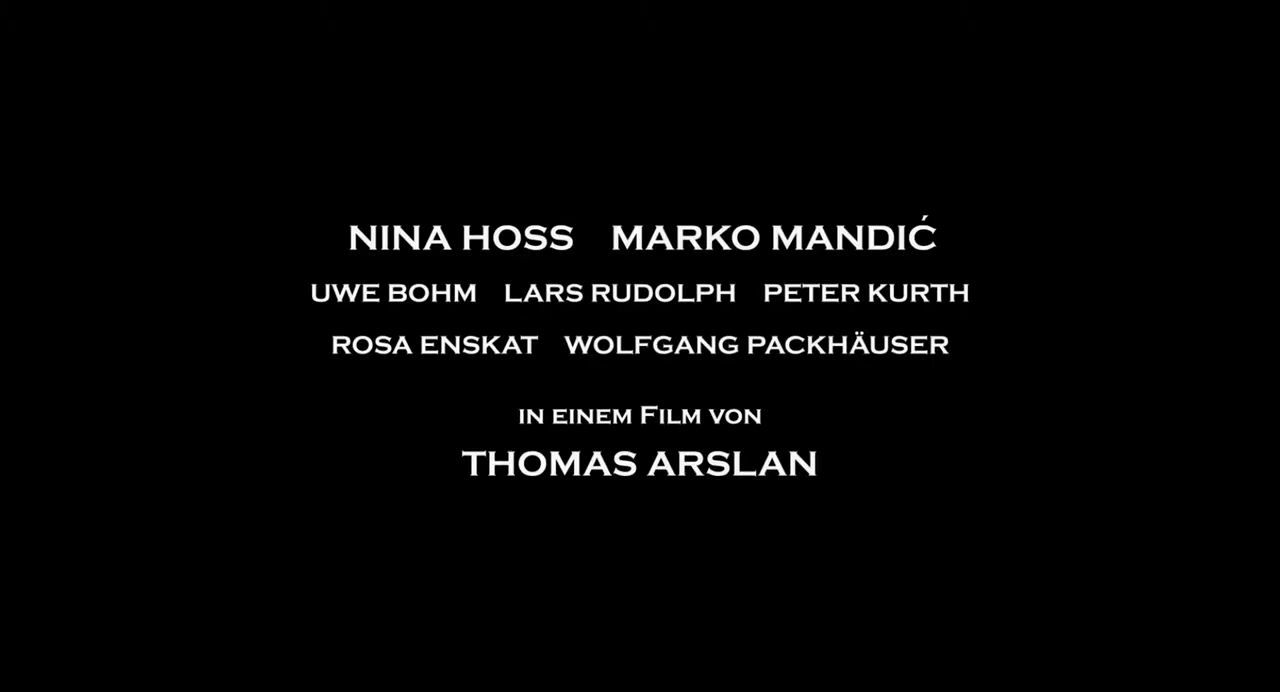 NINA HOSS MARKO MANDIĆ
UWE BOHM LARS RUDOLPH PETER KURTH
ROSA ENSKAT WOLFGANG PACKHÄUSER
IN EINEM FILM VON
THOMAS ARSLAN